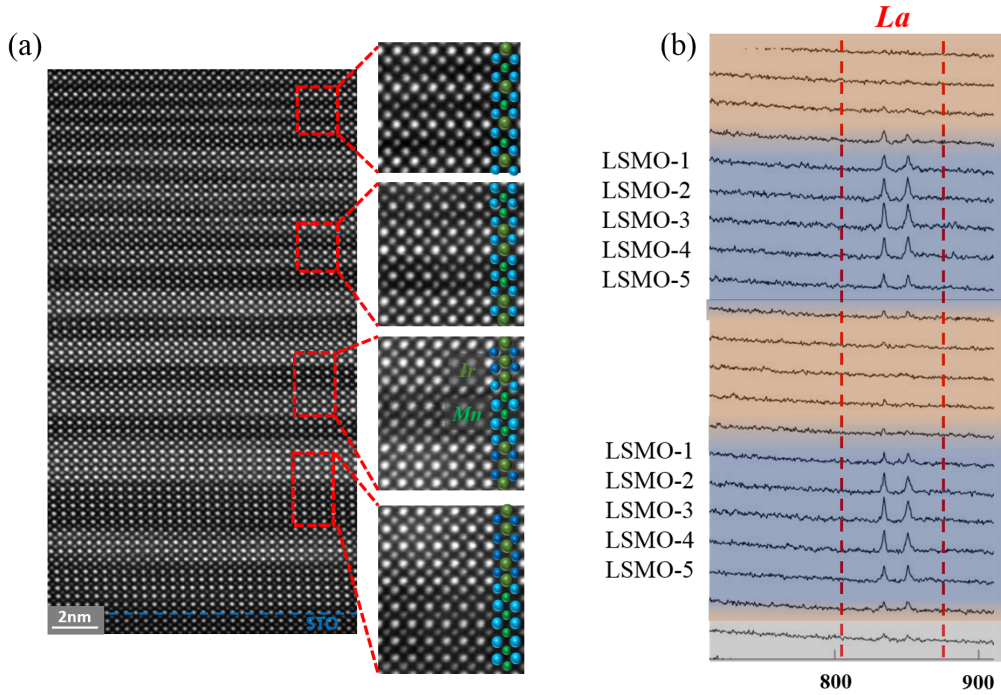 (a)
2nm
STO
Ir
Mn
(b)
La
LSMO-1
LSMO-2
LSMO-3
LSMO-4
LSMO-5
LSMO-1
LSMO-2
LSMO-3
LSMO-4
LSMO-5
800 900